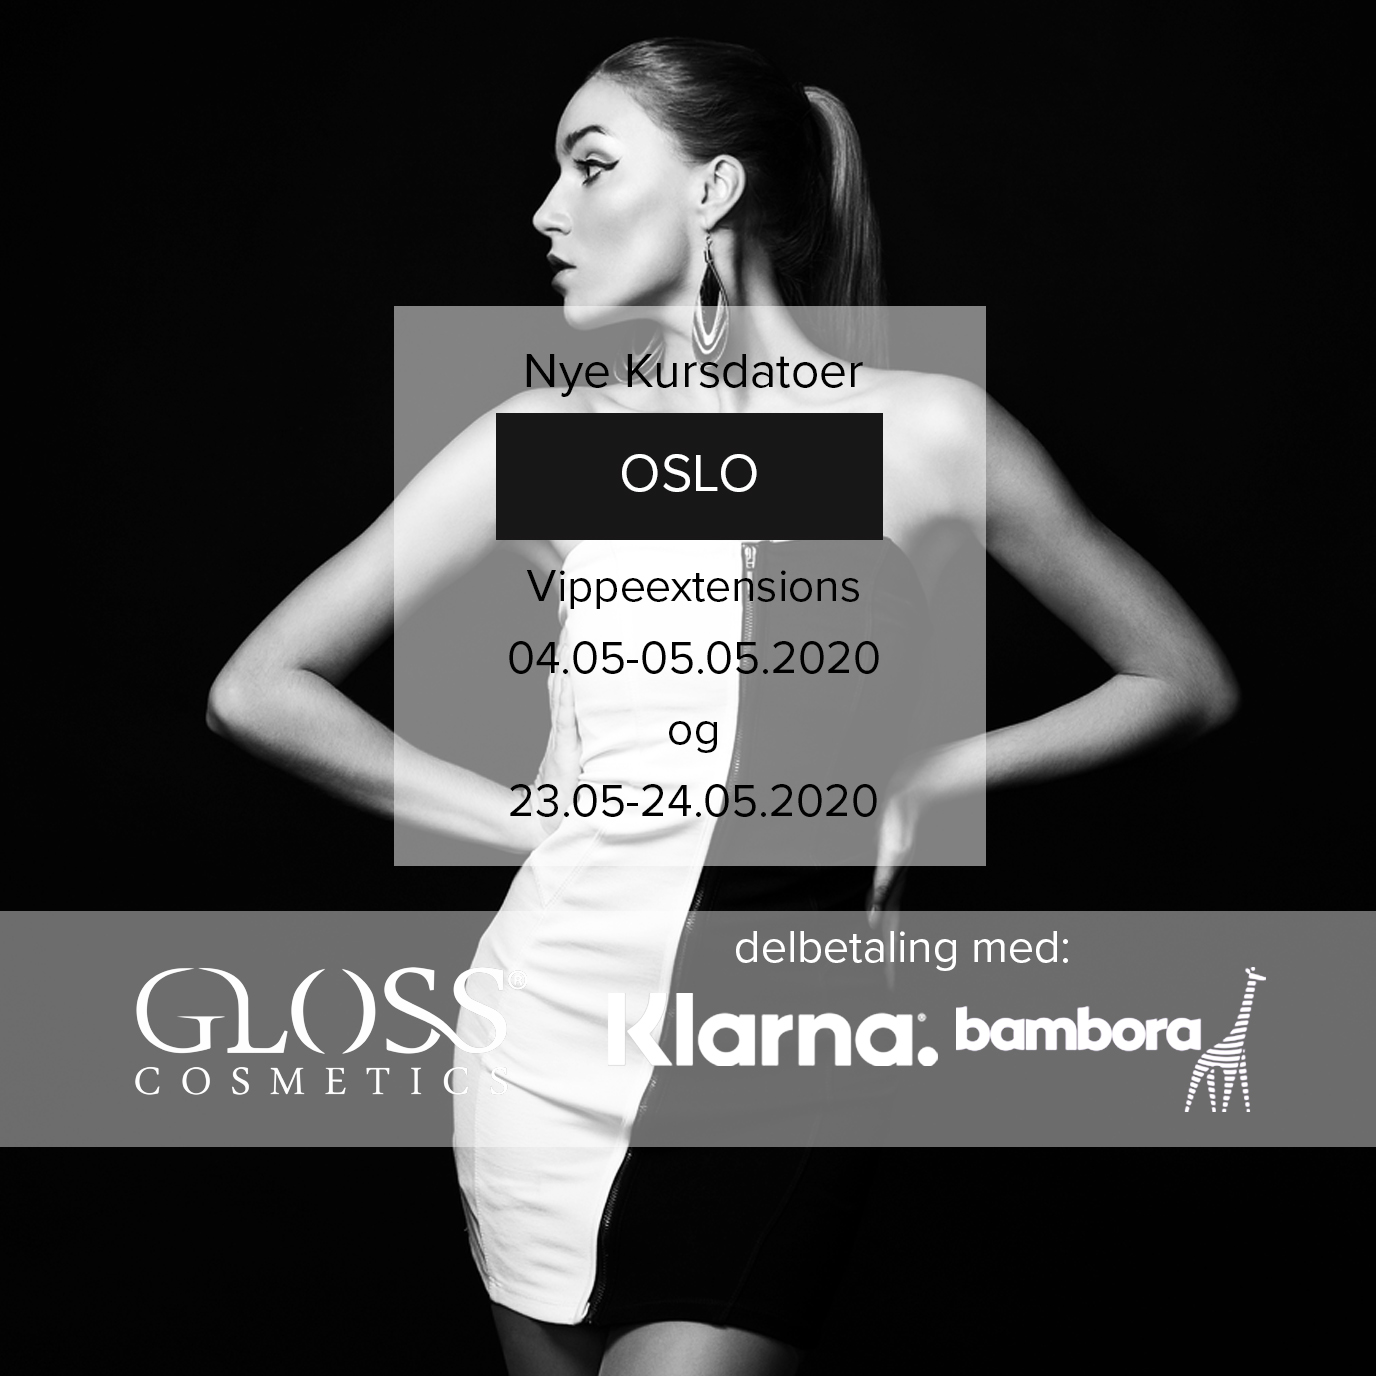 Nye Kursdatoer
OSLO
Vippeextensions
04.05-05.05.2020
og
23.05-24.05.2020
delbetaling med:
GLOSS®
COSMETICS
Klarna.
bambora